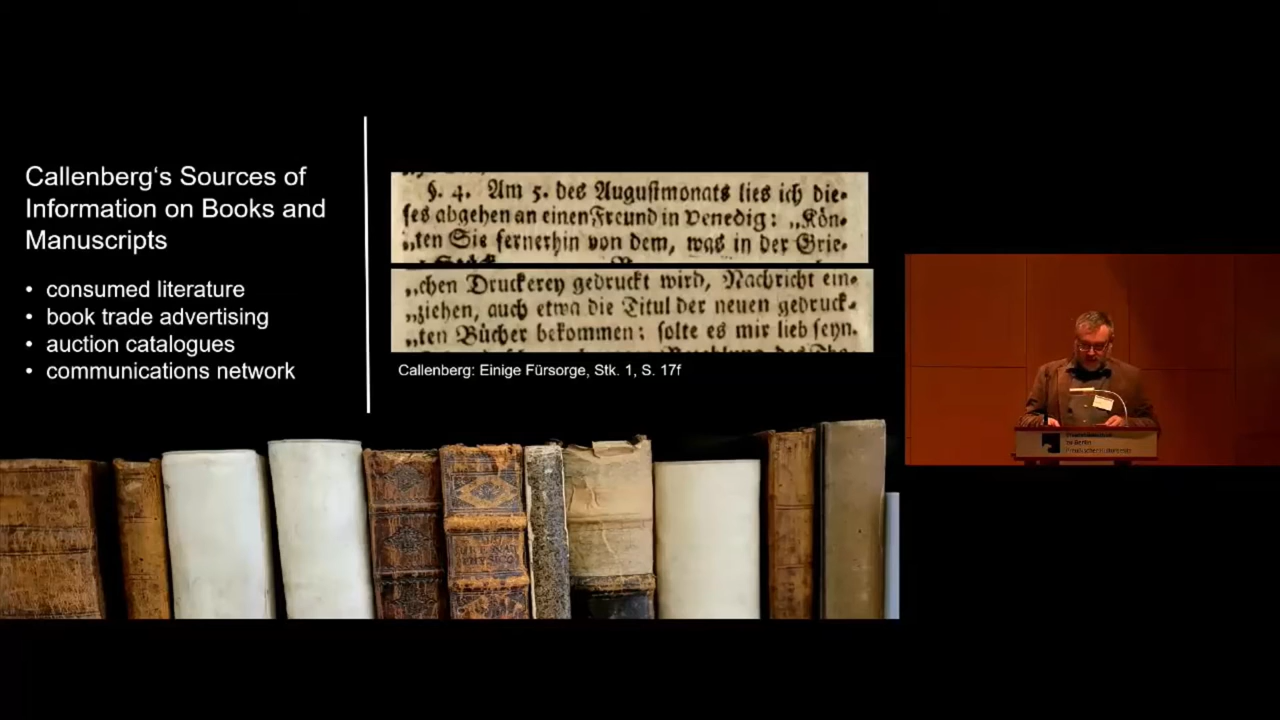 Callenberg‘s Sources of
Information on Books and
Manuscripts
• consumed literature
• book trade advertising
• auction catalogues
• communications network
§. 4. Am 5. des Augustmonats lies ich die-
ses abgehen an einen Freund in Venedig: „Kön-
„ten Sie fernerhin von dem, was in der Grie-
„chen Druckerey gedruckt wird, Nachricht ein-
„ziehen, auch etwa die Titul der neuen gedruck-
„ten Bücher bekommen; solte es mir lieb seyn.
Callenberg: Einige Fürsorge, Stk. 1, S. 17f
zu Berlin